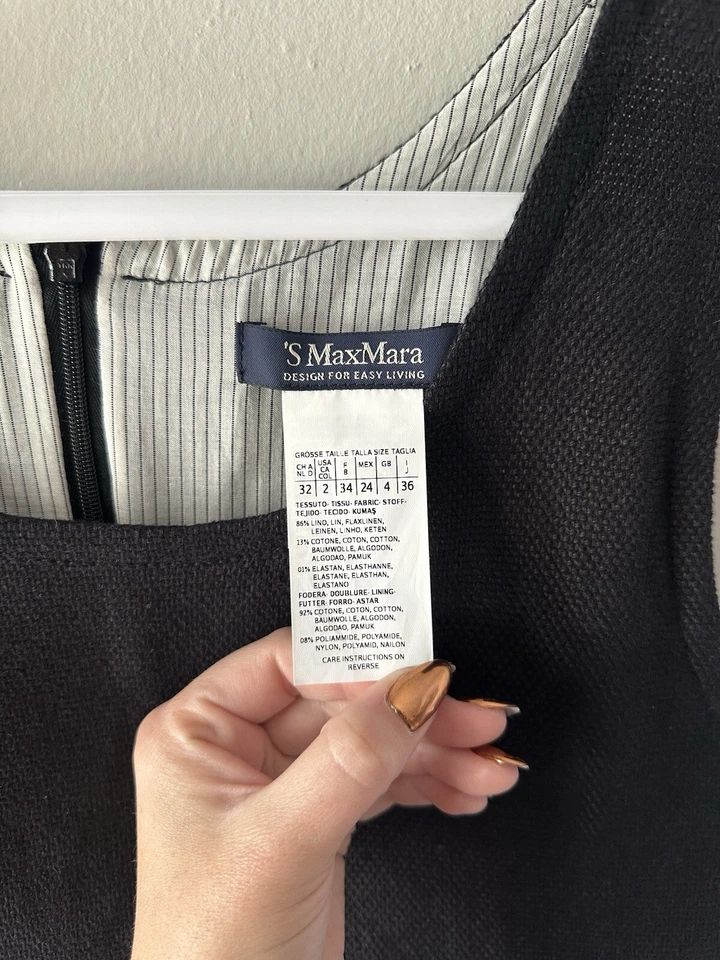 'S MaxMara
DESIGN FOR EASY LIVING
GRÖSSE TAILLE TALLA SIZE TAGLIA
CH A NL D USA CA COL F B MEX GB I J
32 2 34 24 4 36
TESSUTO- TISSU- FABRIC- STOFF-
TEJIDO- TECIDO- KUMAŞ
86% LINO, LIN, FLAXLINEN,
LEINEN, LINHO, KETEN
13% COTONE, COTON, COTTON,
BAUMWOLLE, ALGODON,
ALGODAO, PAMUK
01% ELASTAN, ELASTHANNE,
ELASTANE, ELASTHAN,
ELASTANO
FODERA- DOUBLURE- LINING-
FUTTER- FORRO- ASTAR
92% COTONE, COTON, COTTON,
BAUMWOLLE, ALGODON,
ALGODAO, PAMUK
08% POLIAMMIDE, POLYAMIDE,
NYLON, POLYAMID, NAILON
CARE INSTRUCTIONS ON
REVERSE